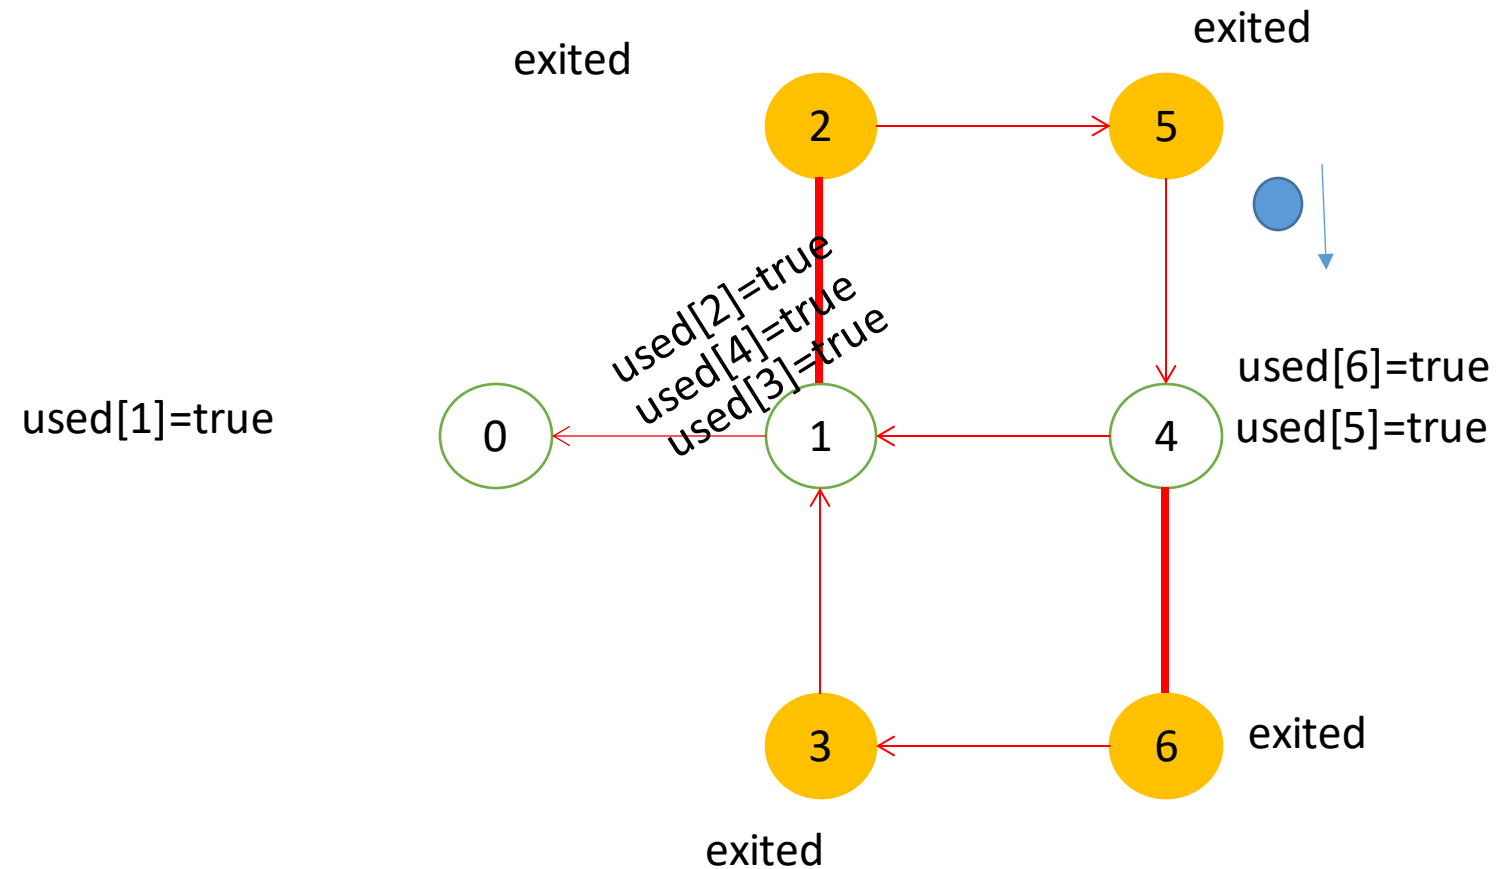 exited
exited
2
5
used[2]=true
used[4]=true
used[3]=true
used[6]=true
used[1]=true
0
1
4
used[5]=true
3
6
exited
exited